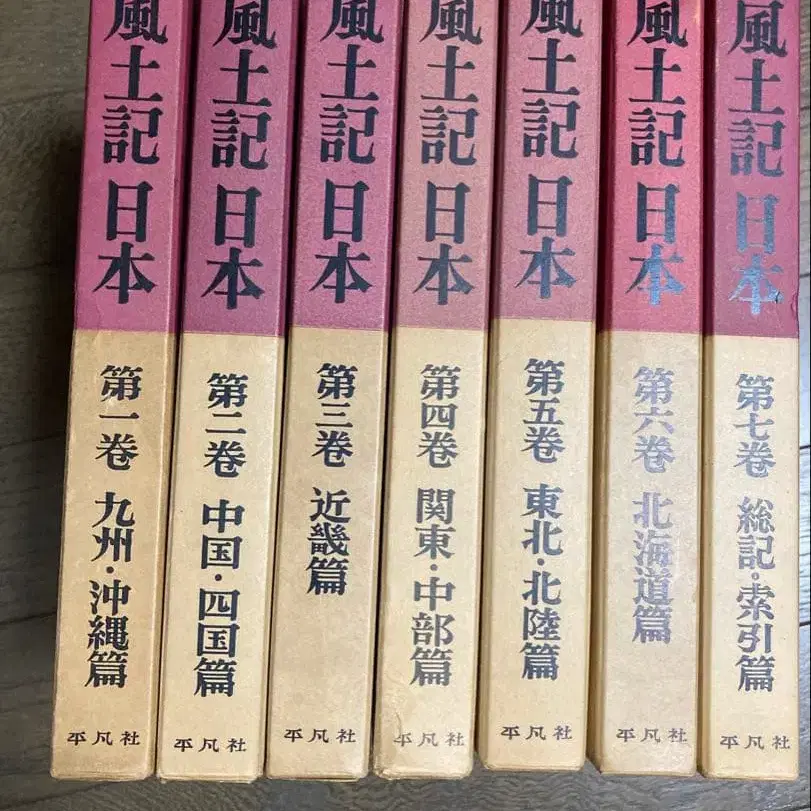 風土記日本
第一巻 九州・沖縄篇
平凡社
風土記日本
第二巻 中国・四国篇
平凡社
風土記日本
第三巻 近畿篇
平凡社
風土記日本
第四巻 関東・中部篇
平凡社
風土記日本
第五巻 東北・北陸篇
平凡社
風土記日本
第六巻 北海道篇
平凡社
風土記日本
第七巻 総記・索引篇
平凡社